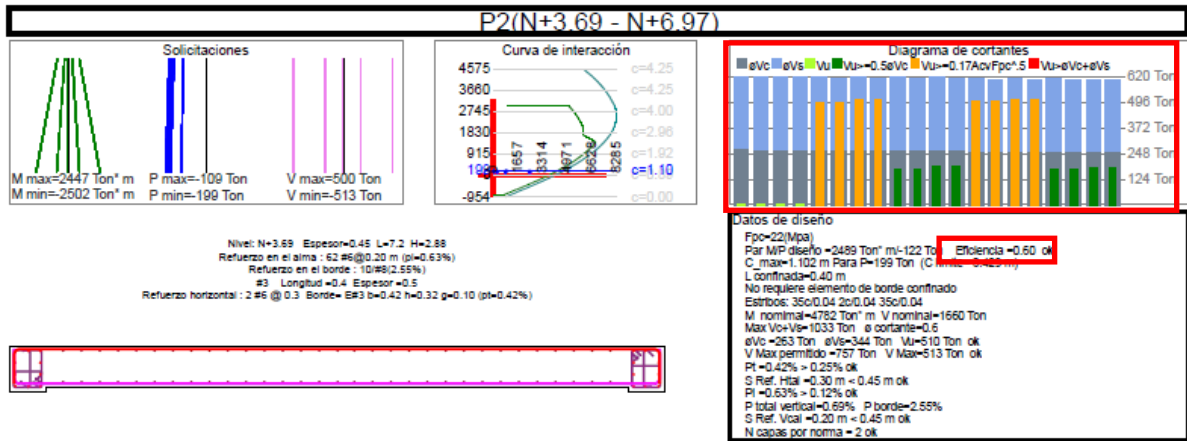 P2(N+3.69 - N+6.97)
Solicitaciones
M max=2447 Ton* m P max=-109 Ton V max=500 Ton
M min=-2502 Ton* m P min=-199 Ton V min=-513 Ton
Curva de interacción
4575 c=4.25
3660 c=4.25
2745 c=4.00
1830 c=2.96
915 c=1.92
199 c=1.10
-954 c=0.00
1657 3314 4971 6628 8285
Diagrama de cortantes
øVc øVs Vu Vu>=0.5øVc Vu>=0.17AcvFpc^.5 Vu>øVc+øVs
620 Ton
496 Ton
372 Ton
248 Ton
124 Ton
Nivel: N+3.69 Espesor=0.45 L=7.2 H=2.88
Refuerzo en el alma : 62 #6@0.20 m (pl=0.63%)
Refuerzo en el borde : 10/#8(2.55%)
#3 Longitud =0.4 Espesor =0.5
Refuerzo horizontal : 2 #6 @ 0.3 Borde= E#3 b=0.42 h=0.32 g=0.10 (pt=0.42%)
Datos de diseño
Fpc=22(Mpa)
Par M/P diseño =2489 Ton* m/-122 Ton Eficiencia =0.60 ok
C_max=1.102 m Para P=199 Ton
L confinada=0.40 m
No requiere elemento de borde confinado
Estribos: 35c/0.04 2c/0.04 35c/0.04
M nomimal=4782 Ton* m V nominal=1660 Ton
Max Vc+Vs=1033 Ton ø cortante=0.6
øVc =263 Ton øVs=344 Ton Vu=510 Ton ok
V Max permitido =757 Ton V Max=513 Ton ok
Pt =0.42% > 0.25% ok
S Ref. Htal =0.30 m < 0.45 m ok
Pl =0.63% > 0.12% ok
P total vertical=0.69% P borde=2.55%
S Ref. Vcal =0.20 m < 0.45 m ok
N capas por norma = 2 ok